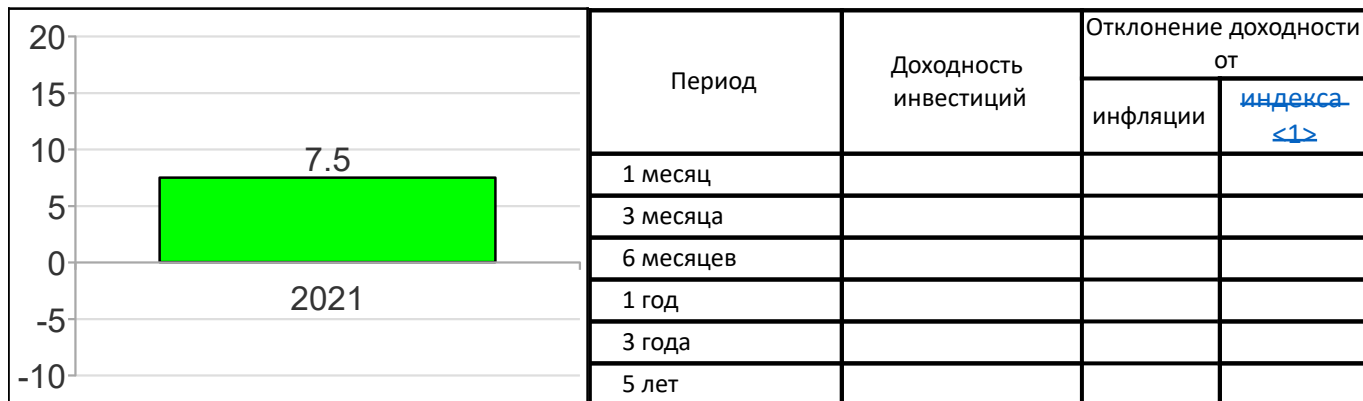 20
15
10
5
0
-5
-10
7.5
2021
Период
Доходность
инвестиций
Отклонение доходности
от
инфляции
индекса
<1>
1 месяц
3 месяца
6 месяцев
1 год
3 года
5 лет